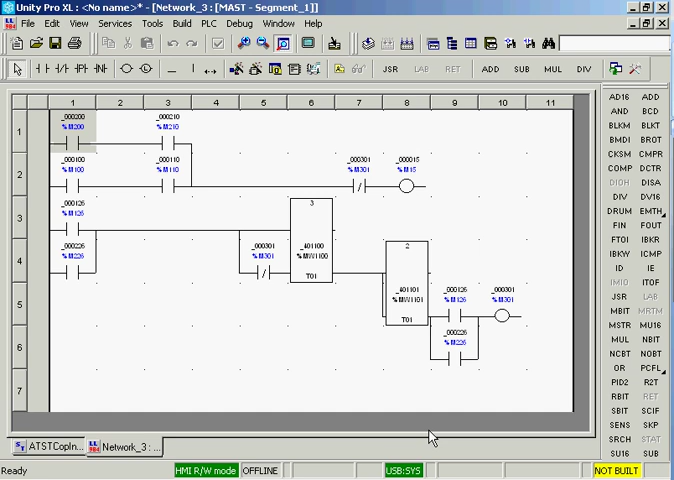 Unity Pro XL : <No name>* - [Network_3 : [MAST - Segment_1]]
File Edit View Services Tools Build PLC Debug Window Help
JSR LAB RET ADD SUB MUL DIV
1 2 3 4 5 6 7 8 9 10 11
1
_000200 _000210
%M200 %M210
2
_000100 _000110 _000301 _000015
%M100 %M110 %M301 %M15
3
_000126
%M126
3
4
_000226 _000301 _401100
%M226 %M301 %MW1100
T01
2
5
_401101 _000126 _000301
%MW1101 %M126 %M301
T01
6
_000226
%M226
7
AD16 ADD
AND BCD
BLKM BLKT
BMDI BROT
CKSM CMPR
COMP DCTR
DIOH DISA
DIV DV16
DRUM EMTH
FIN FOUT
FTOI IBKR
IBKW ICMP
ID IE
IMIO ITOF
JSR LAB
MBIT MRTM
MSTR MU16
MUL NBIT
NCBT NOBT
OR PCFL
PID2 R2T
RBIT RET
SBIT SCIF
SENS SKP
SRCH STAT
SU16 SUB
ATSTCopIn... Network_3 : ...
Ready HMI R/W mode OFFLINE USB:SYS NOT BUILT